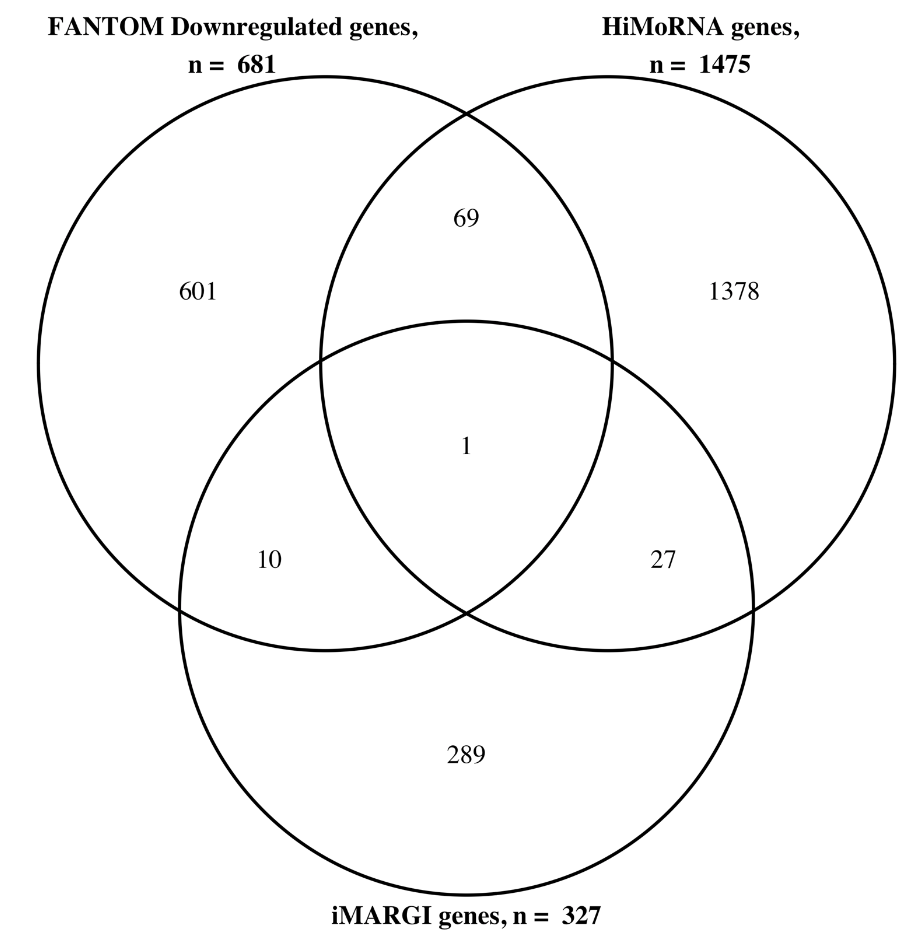 FANTOM Downregulated genes,
n = 681
HiMoRNA genes,
n = 1475
69
601
1378
1
10
27
289
iMARGI genes, n = 327